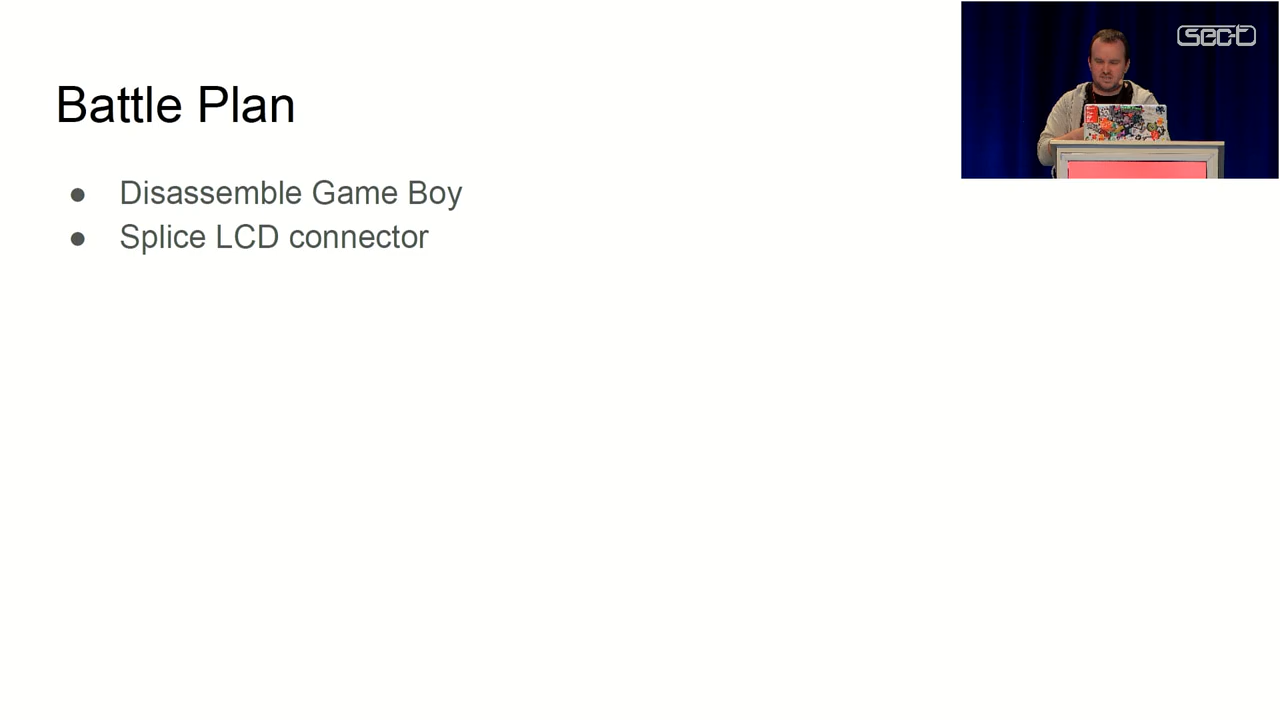 sec-t
Battle Plan
● Disassemble Game Boy
● Splice LCD connector